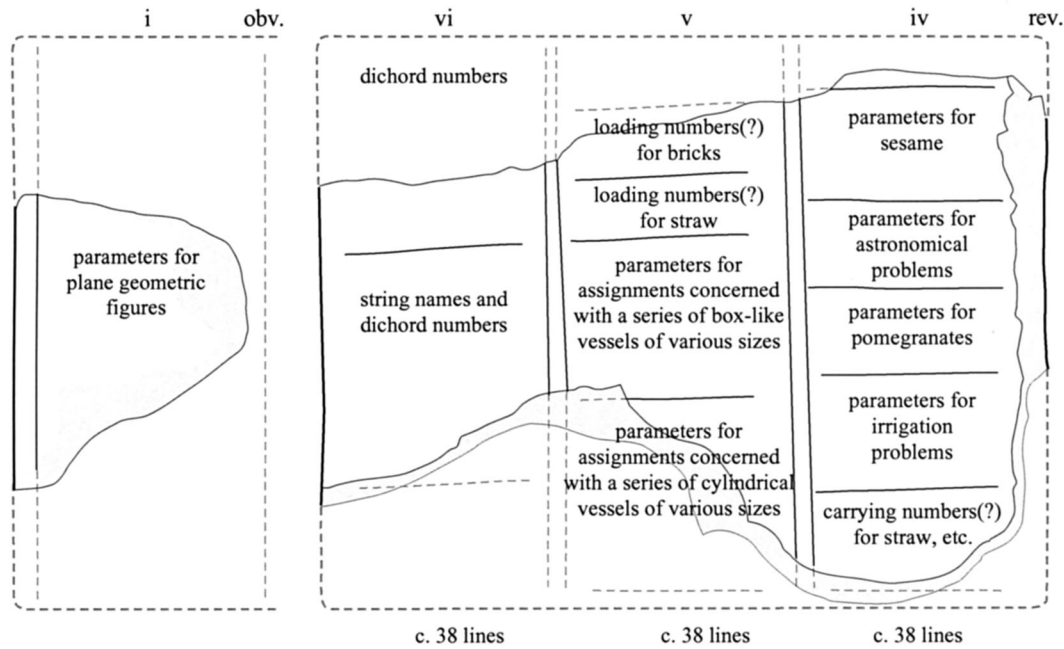 i
obv.
vi
v
iv
rev.
parameters for
plane geometric
figures
dichord numbers
string names and
dichord numbers
loading numbers(?)
for bricks
loading numbers(?)
for straw
parameters for
assignments concerned
with a series of box-like
vessels of various sizes
parameters for
assignments concerned
with a series of cylindrical
vessels of various sizes
parameters for
sesame
parameters for
astronomical
problems
parameters for
pomegranates
parameters for
irrigation
problems
carrying numbers(?)
for straw, etc.
c. 38 lines
c. 38 lines
c. 38 lines